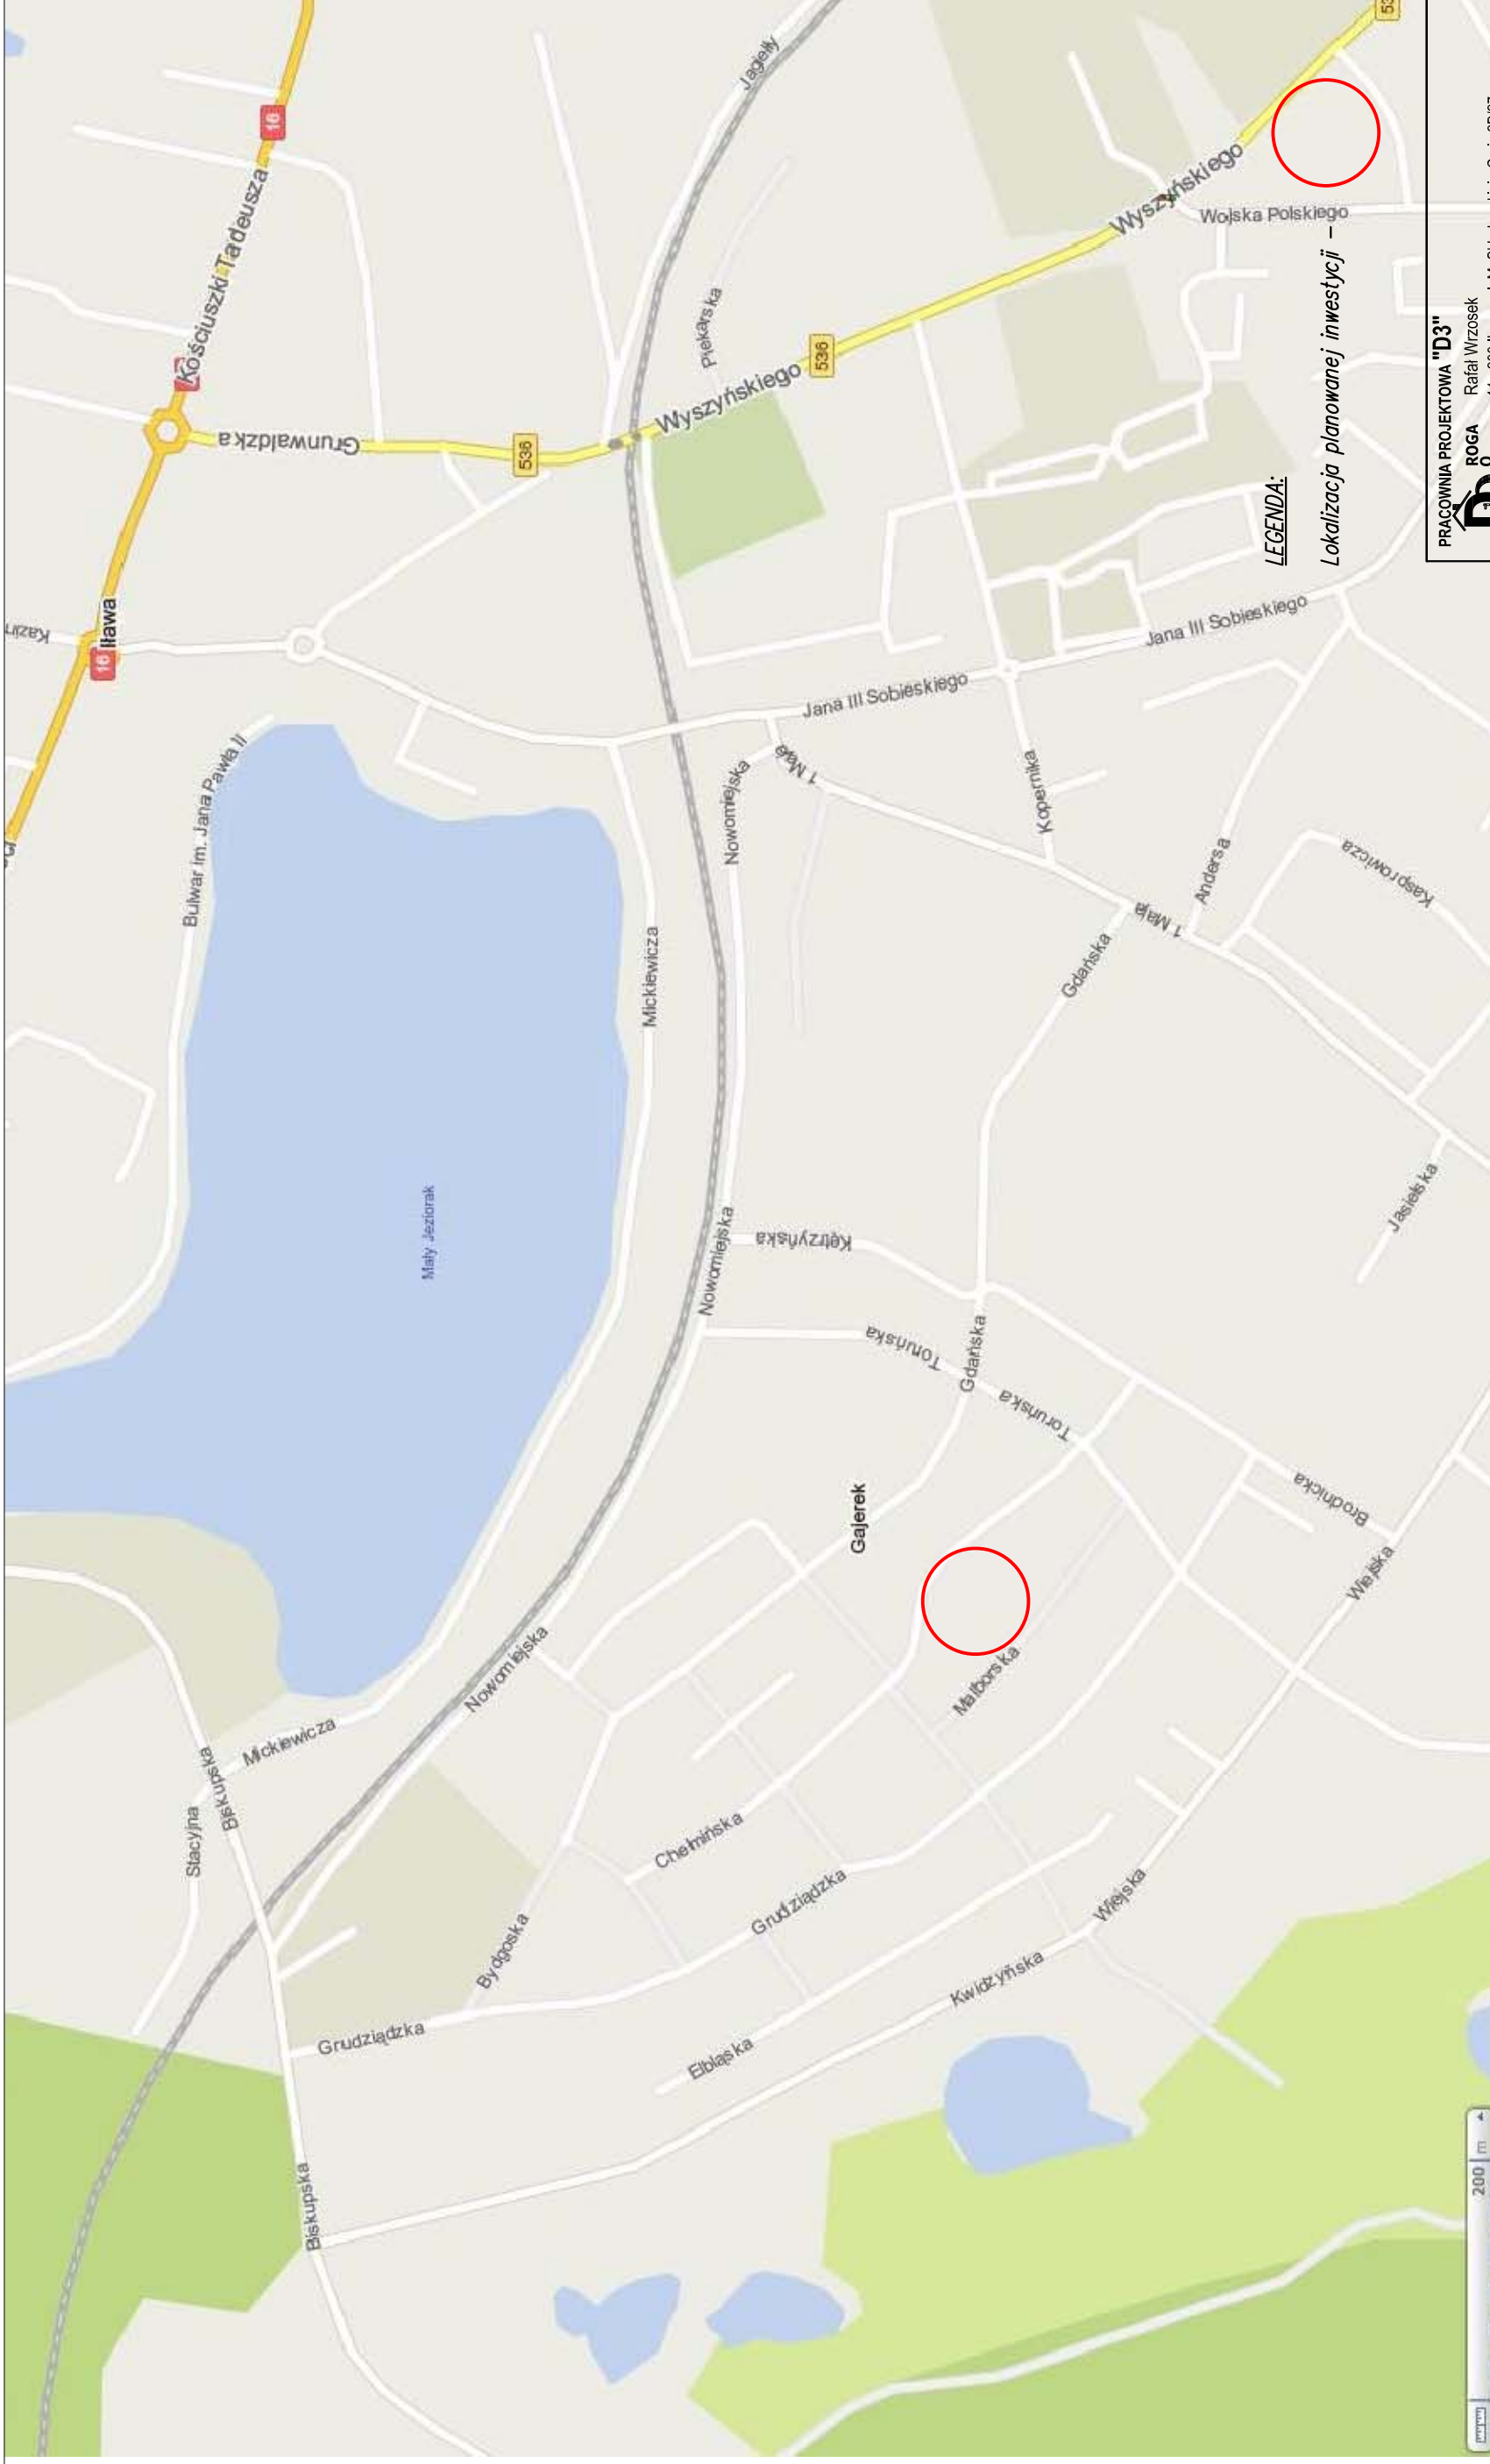 16
Iława
Stacyjna
Bulwar im. Jana Pawła II
Kościuszki Tadeusza
Biskupska
16
Mickiewicza
Grunwaldzka
Biskupska
Grudziądzka
Mały Jeziorak
Bydgoska
Nowomiejska
536
Mickiewicza
Chełmińska
Wyszyńskiego
Elbląska
Nowomiejska
Piekarska
Nowomiejska
Jagiełły
1 Maja
Grudziądzka
Kętrzyńska
536
Gajerek
Jana III Sobieskiego
Toruńska
Gdańska
Malborska
Kwidzyńska
Toruńska
Kopernika
Gdańska
Wiejska
1 Maja
Wyszyńskiego
Andersa
Jana III Sobieskiego
Wojska Polskiego
LEGENDA:
Lokalizacja planowanej inwestycji –
Brodnicka
Wiejska
Kasprowicza
Jasielska
PRACOWNIA PROJEKTOWA "D3"
ROGA Rafał Wrzosek
200 m